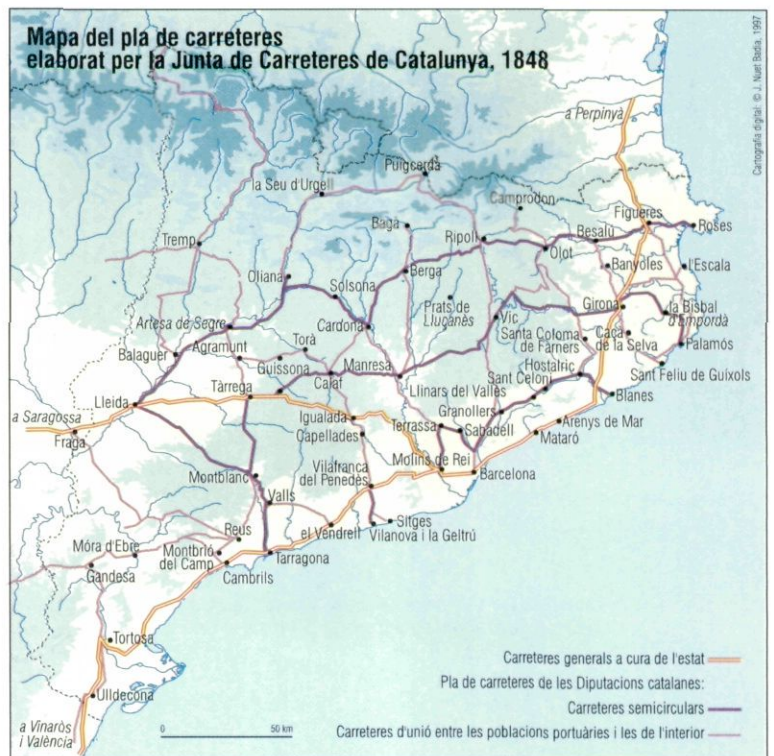 Mapa del pla de carreteres
elaborat per la Junta de Carreteres de Catalunya, 1848
Cartografia digital: © J. Nuet Badia, 1997
a Perpinyà
Puigcerdà
la Seu d'Urgell
Camprodon
Figueres
Baga
Ripoll
Besalú
Roses
Tremp
Olot
Banyoles
l'Escala
Oliana
Berga
Solsona
Prats de
Lluçanès
Girona
la Bisbal
d'Empordà
Artesa de Segre
Cardona
Vic
Santa Coloma
de Farners
Caçà
de la Selva
Palamós
Balaguer
Agramunt
Torà
Guissona
Manresa
Hostalric
Sant Feliu de Guíxols
Tàrrega
Calaf
Llinars del Vallès
Sant Celoni
Blanes
Lleida
a Saragossa
Igualada
Terrassa
Granollers
Arenys de Mar
Fraga
Capellades
Sabadell
Mataró
Molins de Rei
Montblanc
Vilafranca
del Penedès
Barcelona
Valls
Reus
el Vendrell
Sitges
Vilanova i la Geltrú
Móra d'Ebre
Montbrió
del Camp
Tarragona
Gandesa
Cambrils
Tortosa
Ulldecona
a Vinaròs
i València
0
50 km
Carreteres generals a cura de l'estat
Pla de carreteres de les Diputacions catalanes:
Carreteres semicirculars
Carreteres d'unió entre les poblacions portuàries i les de l'interior